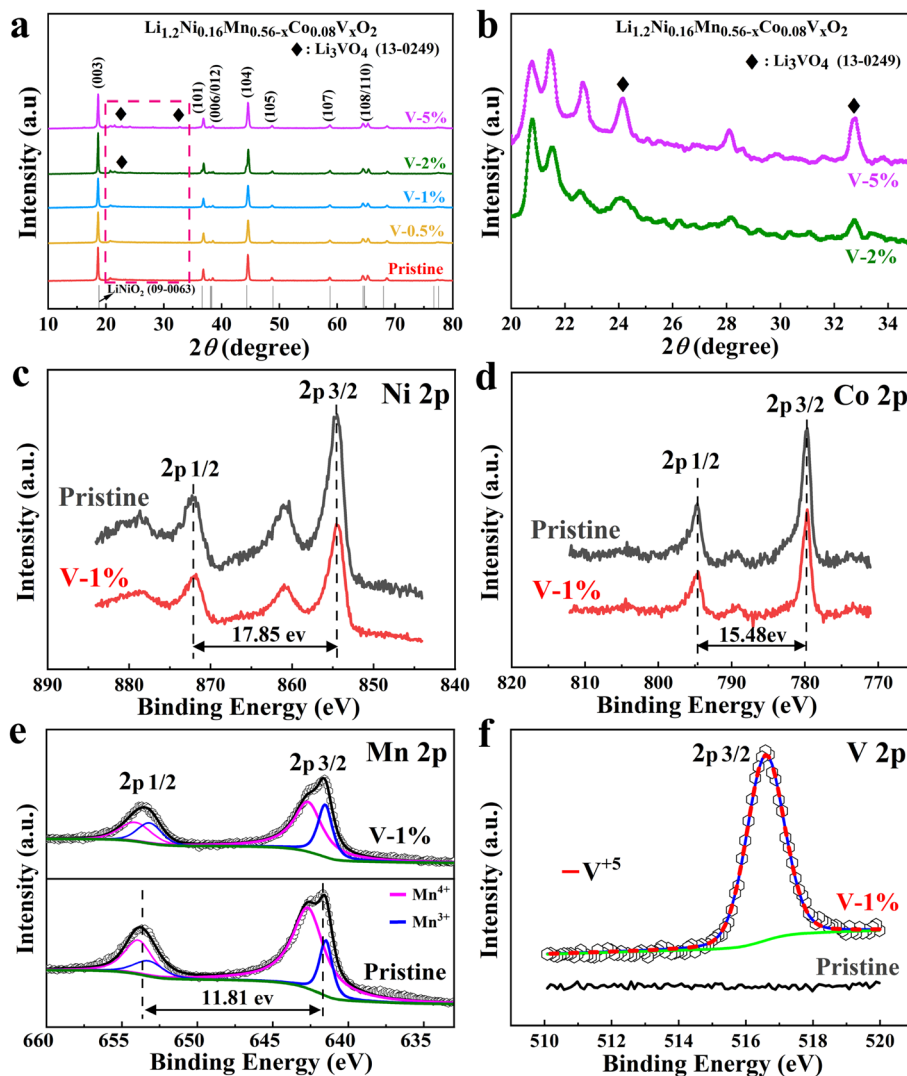 a
Li1.2Ni0.16Mn0.56-xCo0.08VxO2
◆: Li3VO4 (13-0249)
(003)
(101)
(006/012)
(104)
(105)
(107)
(108/110)
V-5%
V-2%
V-1%
V-0.5%
Pristine
LiNiO2 (09-0063)
10 20 30 40 50 60 70 80
2θ (degree)
Intensity (a.u)
b
Li1.2Ni0.16Mn0.56-xCo0.08VxO2
◆: Li3VO4 (13-0249)
V-5%
V-2%
20 22 24 26 28 30 32 34
2θ (degree)
Intensity (a.u)
c
Ni 2p
2p 3/2
2p 1/2
Pristine
V-1%
17.85 ev
890 880 870 860 850 840
Binding Energy (eV)
Intensity (a.u.)
d
Co 2p
2p 3/2
2p 1/2
Pristine
V-1%
15.48ev
820 810 800 790 780 770
Binding Energy (eV)
Intensity (a.u.)
e
Mn 2p
2p 1/2
2p 3/2
V-1%
Mn4+
Mn3+
Pristine
11.81 ev
660 655 650 645 640 635
Binding Energy (eV)
Intensity (a.u.)
f
V 2p
2p 3/2
V+5
V-1%
Pristine
510 512 514 516 518 520
Binding Energy (eV)
Intensity (a.u.)